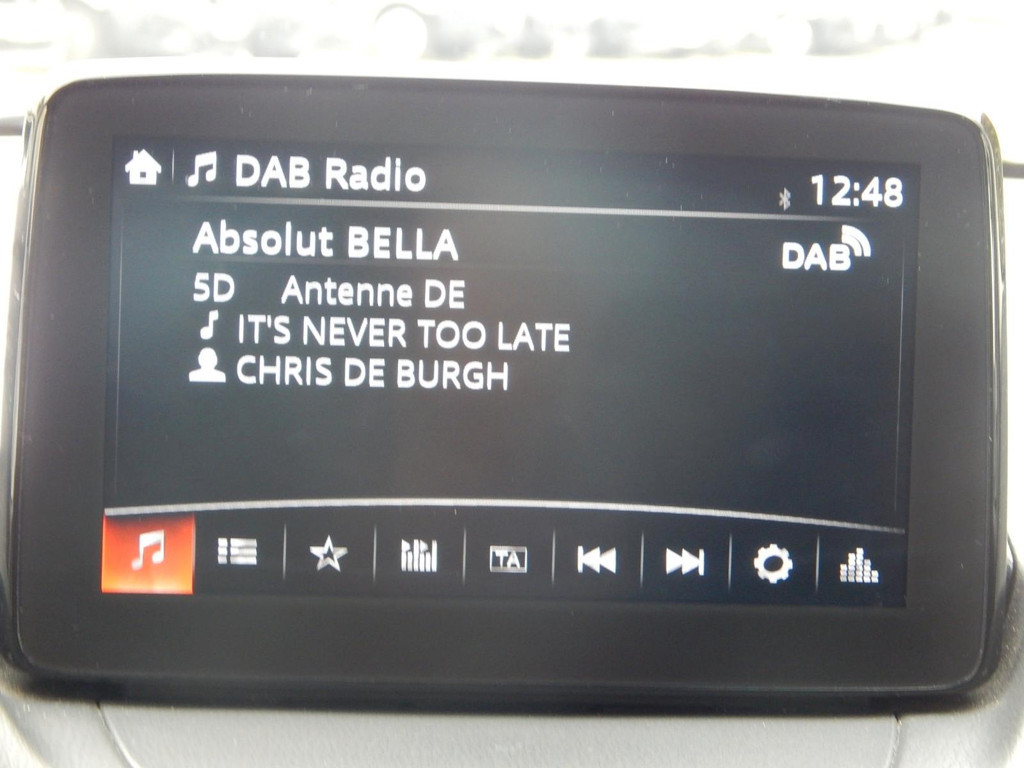 DAB Radio 12:48
Absolut BELLA DAB
5D Antenne DE
IT'S NEVER TOO LATE
CHRIS DE BURGH
TA